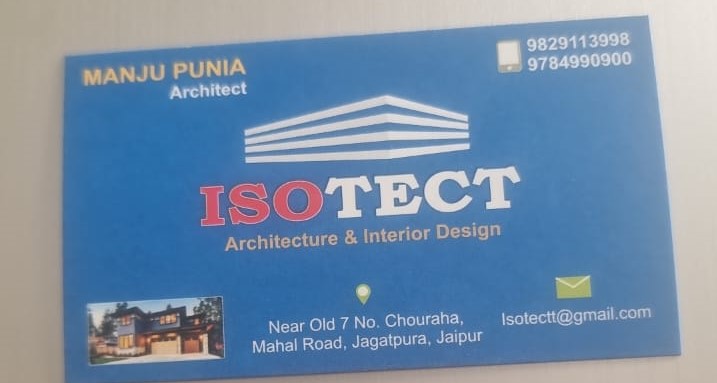 MANJU PUNIA
Architect
9829113998
9784990900
ISOTECT
Architecture & Interior Design
Near Old 7 No. Chouraha,
Mahal Road, Jagatpura, Jaipur
Isotectt@gmail.com